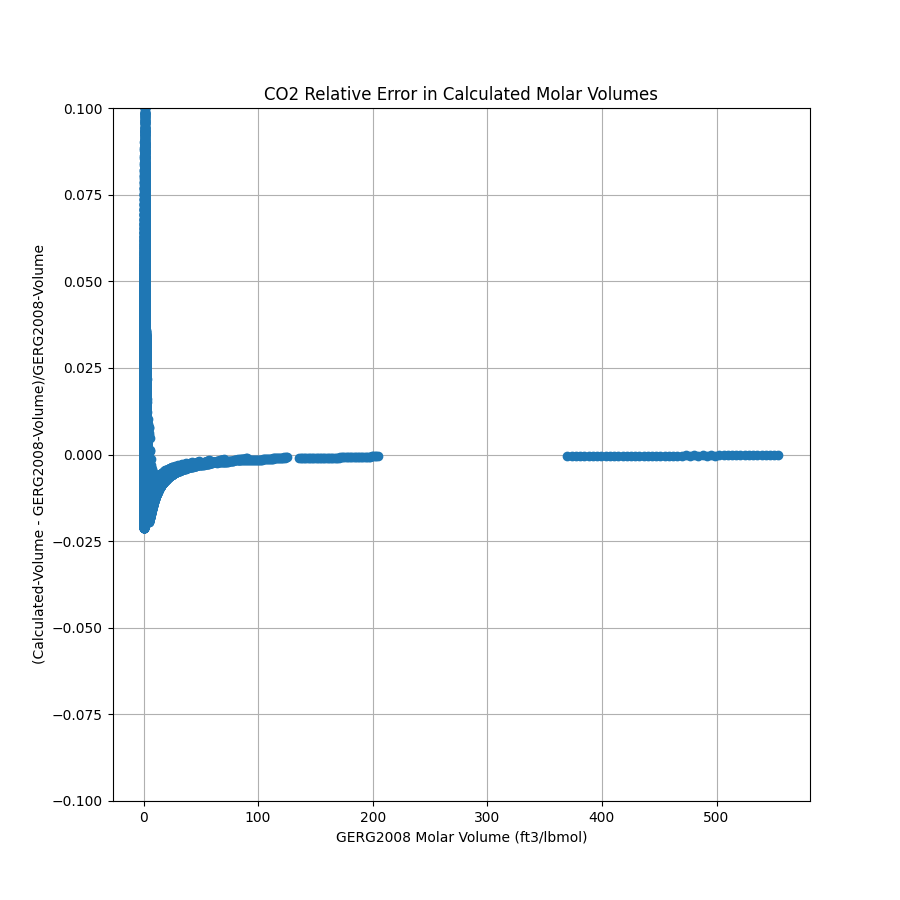 CO2 Relative Error in Calculated Molar Volumes
0.100
0.075
0.050
0.025
0.000
−0.025
−0.050
−0.075
−0.100
(Calculated-Volume - GERG2008-Volume)/GERG2008-Volume
0 100 200 300 400 500
GERG2008 Molar Volume (ft3/lbmol)